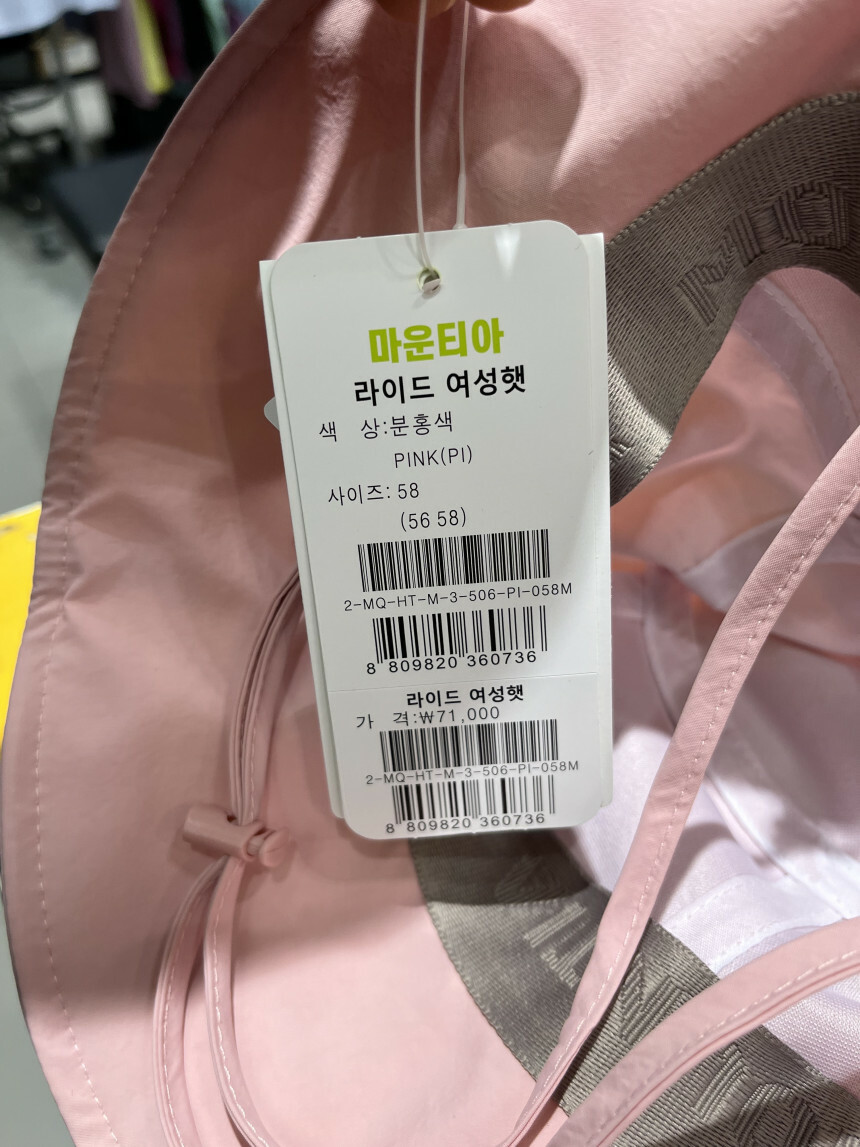 마운티아
라이드 여성햇
색 상:분홍색
PINK(PI)
사이즈: 58
(56 58)
2-MQ-HT-M-3-506-PI-058M
8 809820 360736
라이드 여성햇
가 격:₩71,000
2-MQ-HT-M-3-506-PI-058M
8 809820 360736